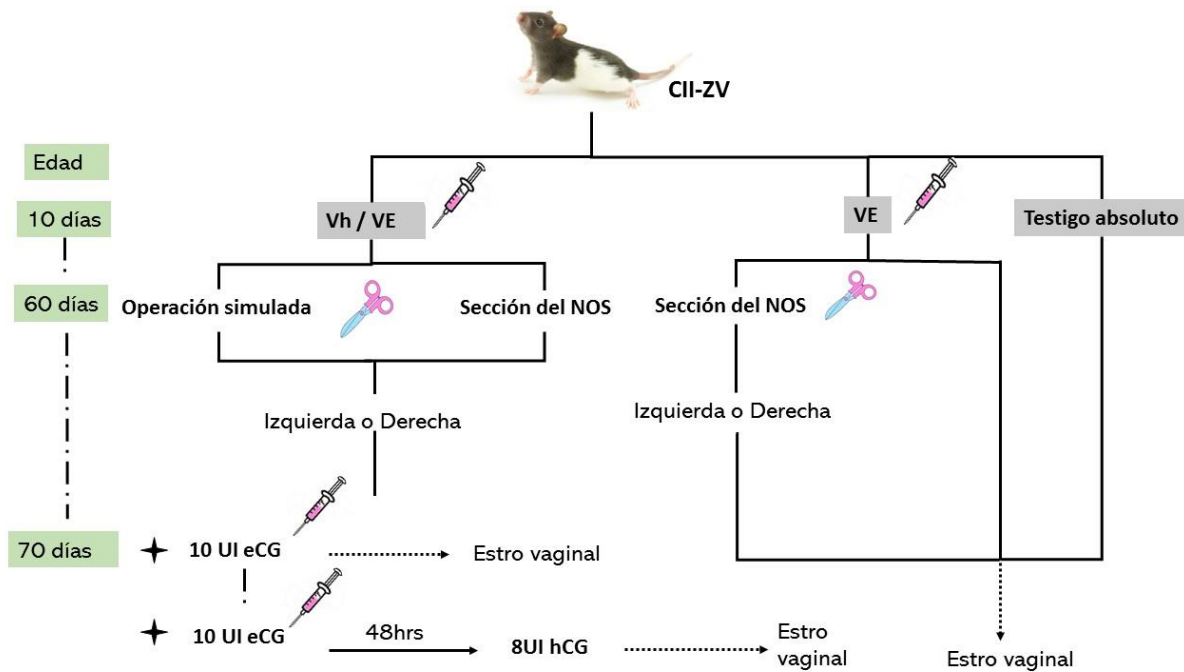 CII-ZV
Edad
10 días
Vh / VE
VE
Testigo absoluto
60 días
Operación simulada
Sección del NOS
Sección del NOS
Izquierda o Derecha
Izquierda o Derecha
70 días
10 UI eCG
Estro vaginal
10 UI eCG
48hrs
8UI hCG
Estro
vaginal
Estro vaginal